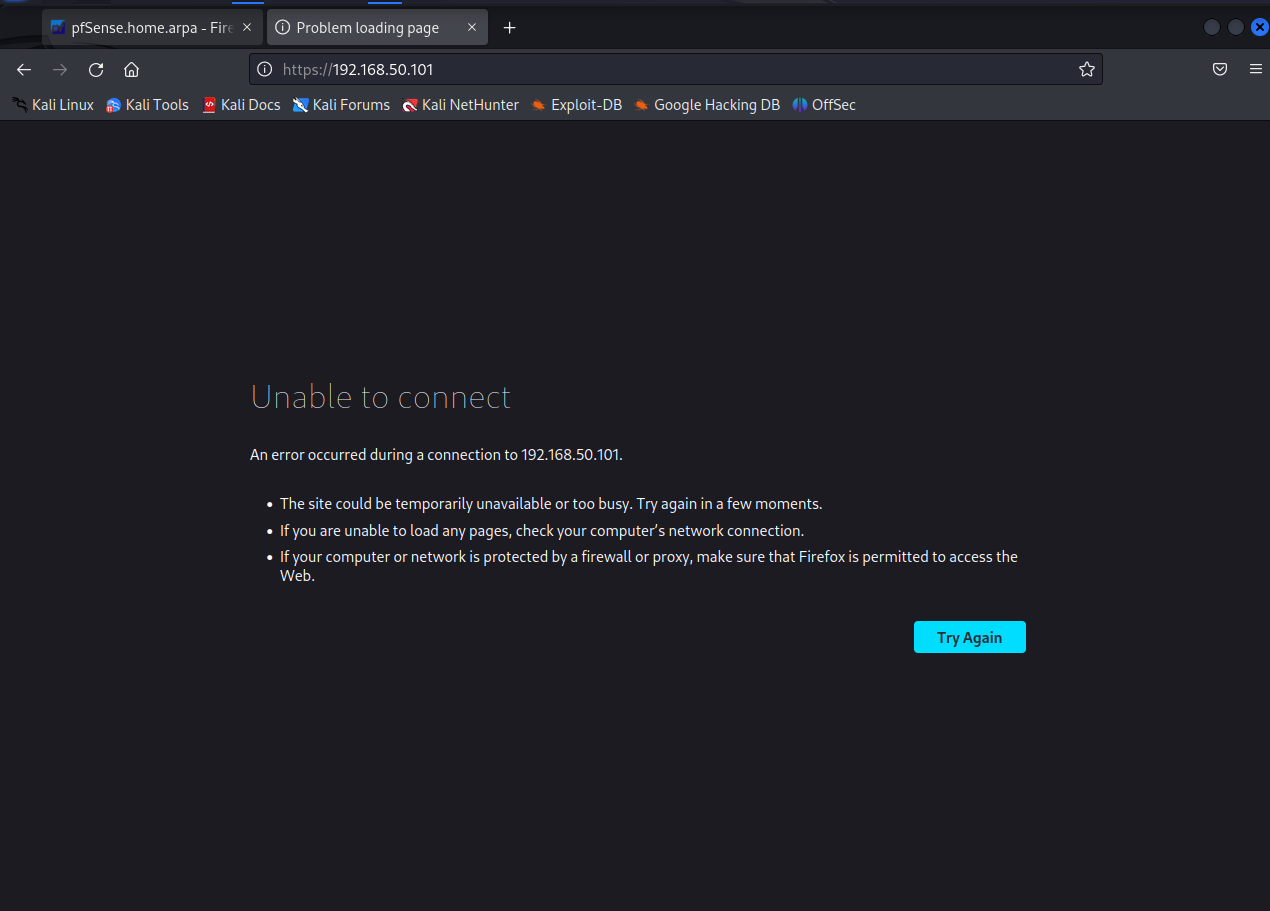 pfSense.home.arpa - Fire
Problem loading page
https://192.168.50.101
Kali Linux Kali Tools Kali Docs Kali Forums Kali NetHunter Exploit-DB Google Hacking DB OffSec
Unable to connect
An error occurred during a connection to 192.168.50.101.
The site could be temporarily unavailable or too busy. Try again in a few moments.
If you are unable to load any pages, check your computer’s network connection.
If your computer or network is protected by a firewall or proxy, make sure that Firefox is permitted to access the
Web.
Try Again